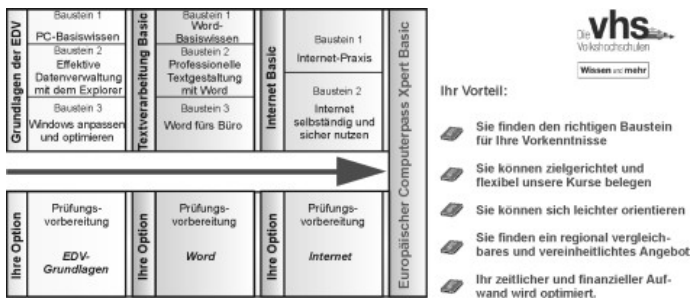 Grundlagen der EDV
Baustein 1
PC-Basiswissen
Baustein 2
Effektive
Datenverwaltung
mit dem Explorer
Baustein 3
Windows anpassen
und optimieren
Textverarbeitung Basic
Baustein 1
Word-
Basiswissen
Baustein 2
Professionelle
Textgestaltung
mit Word
Baustein 3
Word fürs Büro
Internet Basic
Baustein 1
Internet-Praxis
Baustein 2
Internet
selbständig und
sicher nutzen
Europäischer Computerpass Xpert Basic
Ihre Option
Prüfungs-
vorbereitung
EDV-
Grundlagen
Ihre Option
Prüfungs-
vorbereitung
Word
Ihre Option
Prüfungs-
vorbereitung
Internet
Die vhs
Volkshochschulen
Wissen und mehr
Ihr Vorteil:
Sie finden den richtigen Baustein
für Ihre Vorkenntnisse
Sie können zielgerichtet und
flexibel unsere Kurse belegen
Sie können sich leichter orientieren
Sie finden ein regional vergleich-
bares und vereinheitlichtes Angebot
Ihr zeitlicher und finanzieller Auf-
wand wird optimiert.